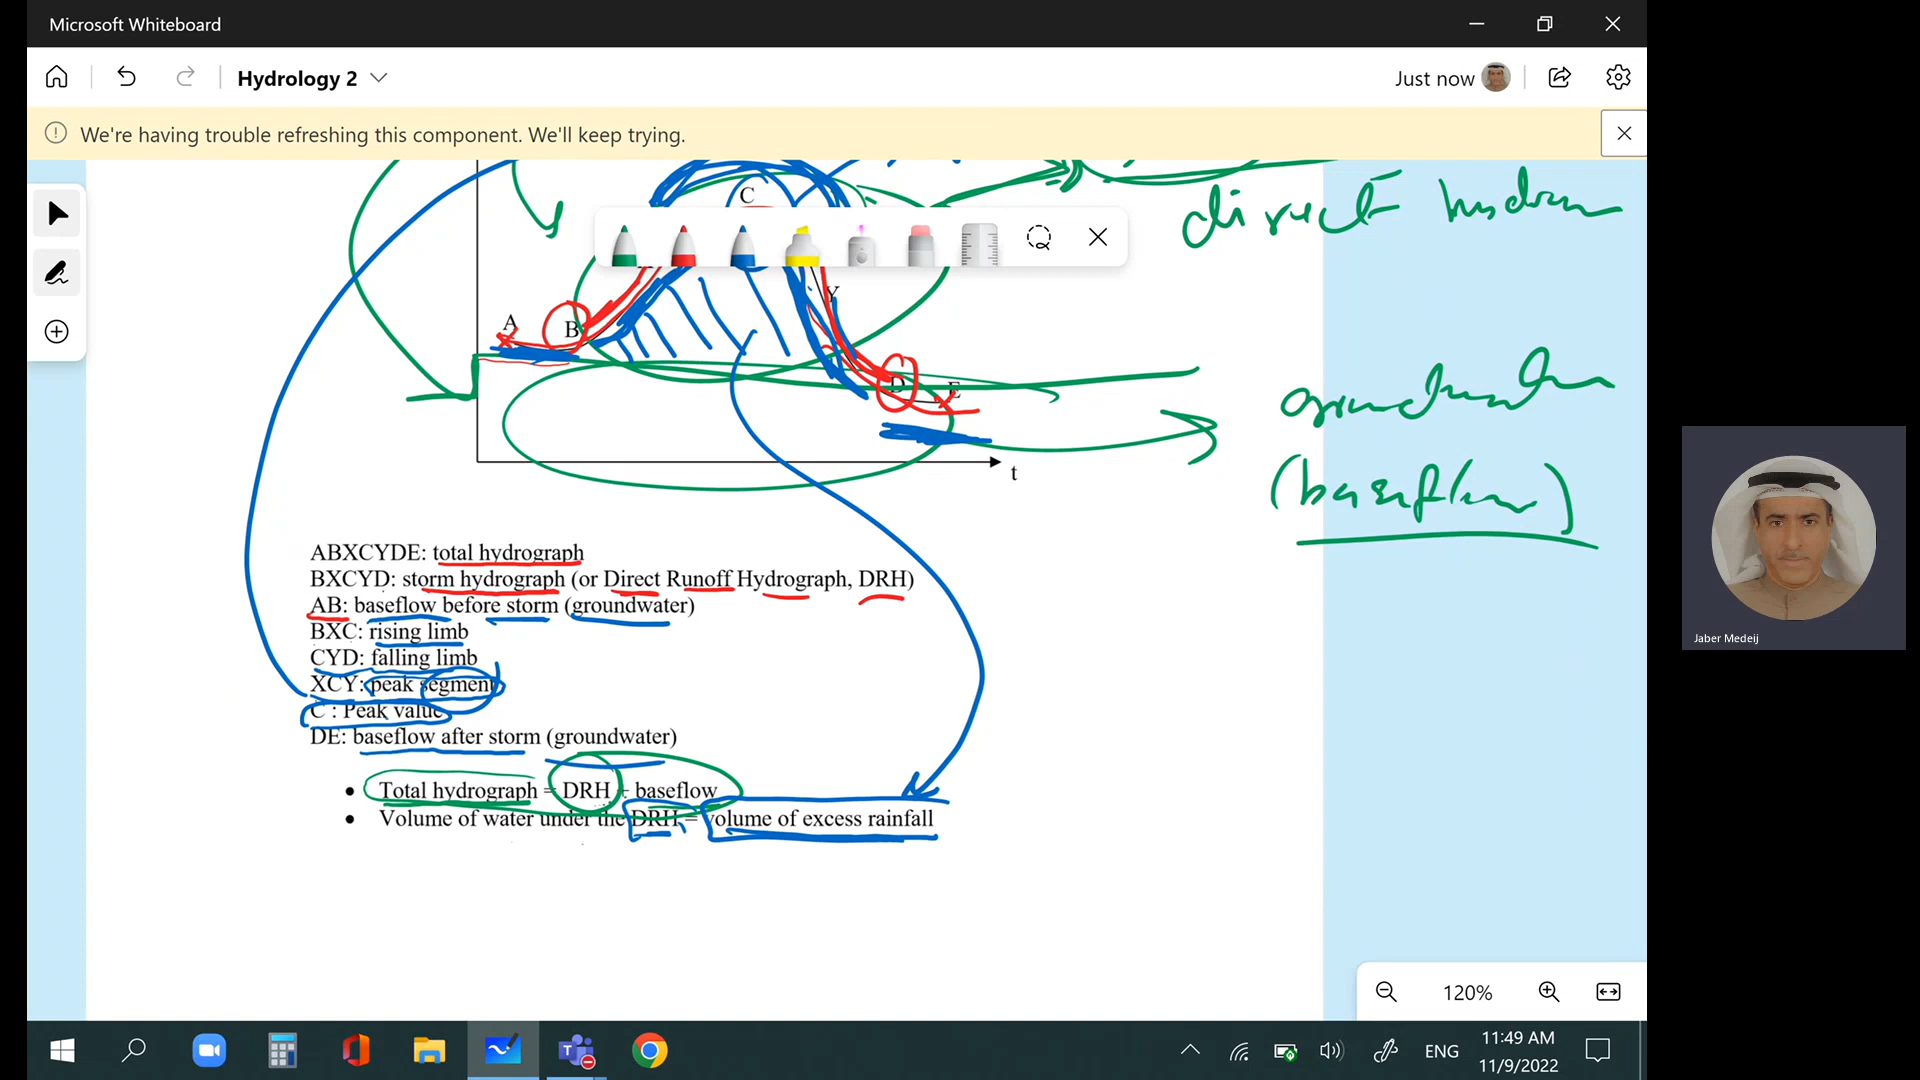 Microsoft Whiteboard
Hydrology 2
Just now
We're having trouble refreshing this component. We'll keep trying.
direct
C
Y
A
B
D
E
groundwater
(baseflow)
t
ABXCYDE: total hydrograph
BXCYD: storm hydrograph (or Direct Runoff Hydrograph, DRH)
AB: baseflow before storm (groundwater)
BXC: rising limb
CYD: falling limb
XCY: peak segment
C : Peak value
DE: baseflow after storm (groundwater)
• Total hydrograph = DRH + baseflow
• Volume of water under the DRH = volume of excess rainfall
Jaber Medeij
120%
ENG
11:49 AM
11/9/2022